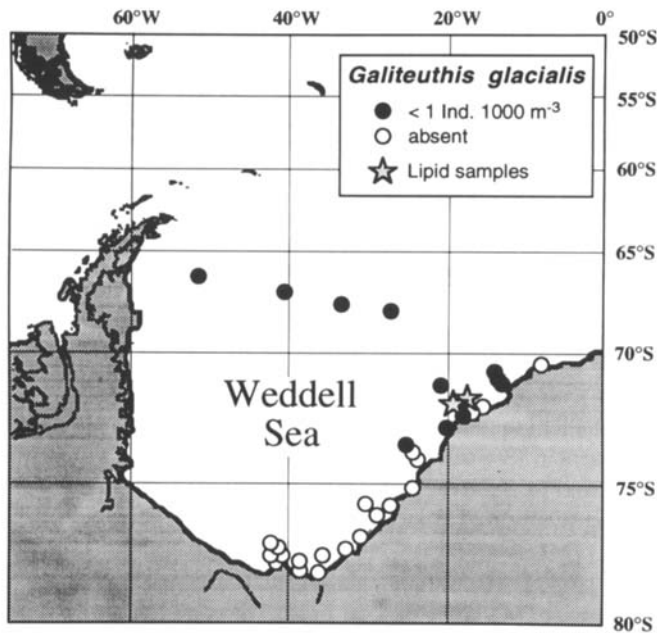 60°W 40°W 20°W 0°
50°S
Galiteuthis glacialis
< 1 Ind. 1000 m-3
absent
Lipid samples
55°S
60°S
65°S
70°S
Weddell
Sea
75°S
80°S